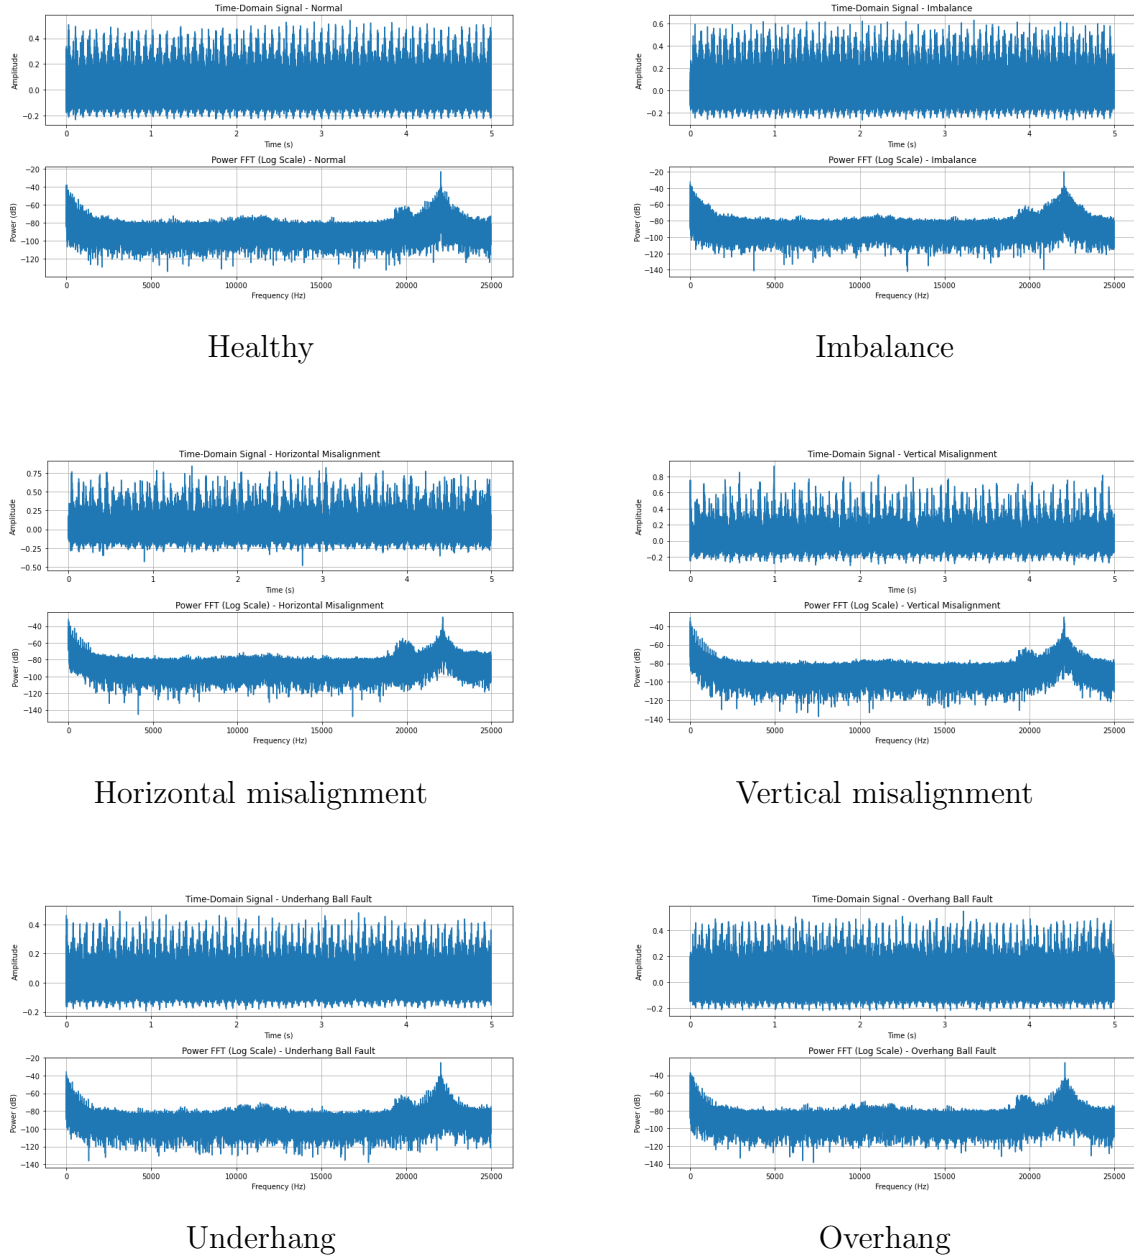 Time-Domain Signal - Normal
Amplitude
0.4
0.2
0.0
−0.2
0 1 2 3 4 5
Time (s)
Power FFT (Log Scale) - Normal
Power (dB)
−20
−40
−60
−80
−100
−120
0 5000 10000 15000 20000 25000
Frequency (Hz)
Healthy
Time-Domain Signal - Imbalance
Amplitude
0.6
0.4
0.2
0.0
−0.2
0 1 2 3 4 5
Time (s)
Power FFT (Log Scale) - Imbalance
Power (dB)
−20
−40
−60
−80
−100
−120
−140
0 5000 10000 15000 20000 25000
Frequency (Hz)
Imbalance
Time-Domain Signal - Horizontal Misalignment
Amplitude
0.75
0.50
0.25
0.00
−0.25
−0.50
0 1 2 3 4 5
Time (s)
Power FFT (Log Scale) - Horizontal Misalignment
Power (dB)
−40
−60
−80
−100
−120
−140
0 5000 10000 15000 20000 25000
Frequency (Hz)
Horizontal misalignment
Time-Domain Signal - Vertical Misalignment
Amplitude
0.8
0.6
0.4
0.2
0.0
−0.2
0 1 2 3 4 5
Time (s)
Power FFT (Log Scale) - Vertical Misalignment
Power (dB)
−40
−60
−80
−100
−120
−140
0 5000 10000 15000 20000 25000
Frequency (Hz)
Vertical misalignment
Time-Domain Signal - Underhang Ball Fault
Amplitude
0.4
0.2
0.0
−0.2
0 1 2 3 4 5
Time (s)
Power FFT (Log Scale) - Underhang Ball Fault
Power (dB)
−20
−40
−60
−80
−100
−120
−140
0 5000 10000 15000 20000 25000
Frequency (Hz)
Underhang
Time-Domain Signal - Overhang Ball Fault
Amplitude
0.4
0.2
0.0
−0.2
0 1 2 3 4 5
Time (s)
Power FFT (Log Scale) - Overhang Ball Fault
Power (dB)
−40
−60
−80
−100
−120
−140
0 5000 10000 15000 20000 25000
Frequency (Hz)
Overhang